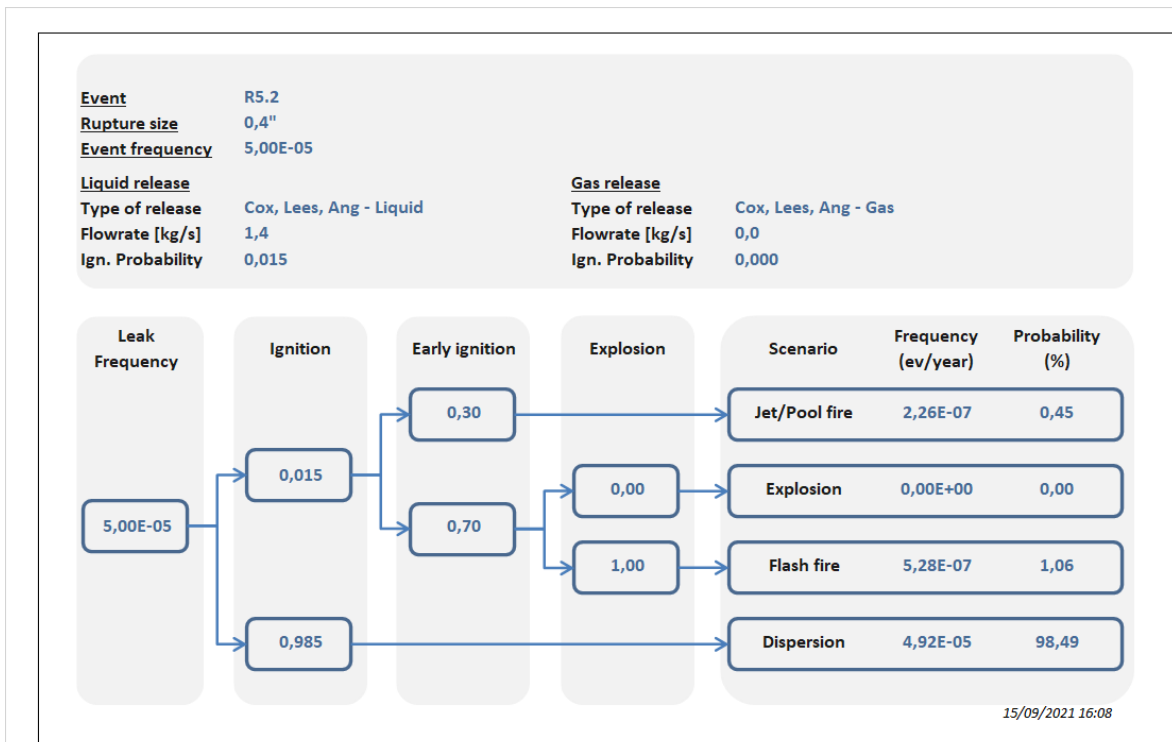 Event R5.2
Rupture size 0,4"
Event frequency 5,00E-05
Liquid release Gas release
Type of release Cox, Lees, Ang - Liquid Type of release Cox, Lees, Ang - Gas
Flowrate [kg/s] 1,4 Flowrate [kg/s] 0,0
Ign. Probability 0,015 Ign. Probability 0,000
Leak
Frequency
Ignition
Early ignition
Explosion
Scenario
Frequency
(ev/year)
Probability
(%)
0,30
Jet/Pool fire 2,26E-07 0,45
0,015
0,00
Explosion 0,00E+00 0,00
5,00E-05
0,70
1,00
Flash fire 5,28E-07 1,06
0,985
Dispersion 4,92E-05 98,49
15/09/2021 16:08